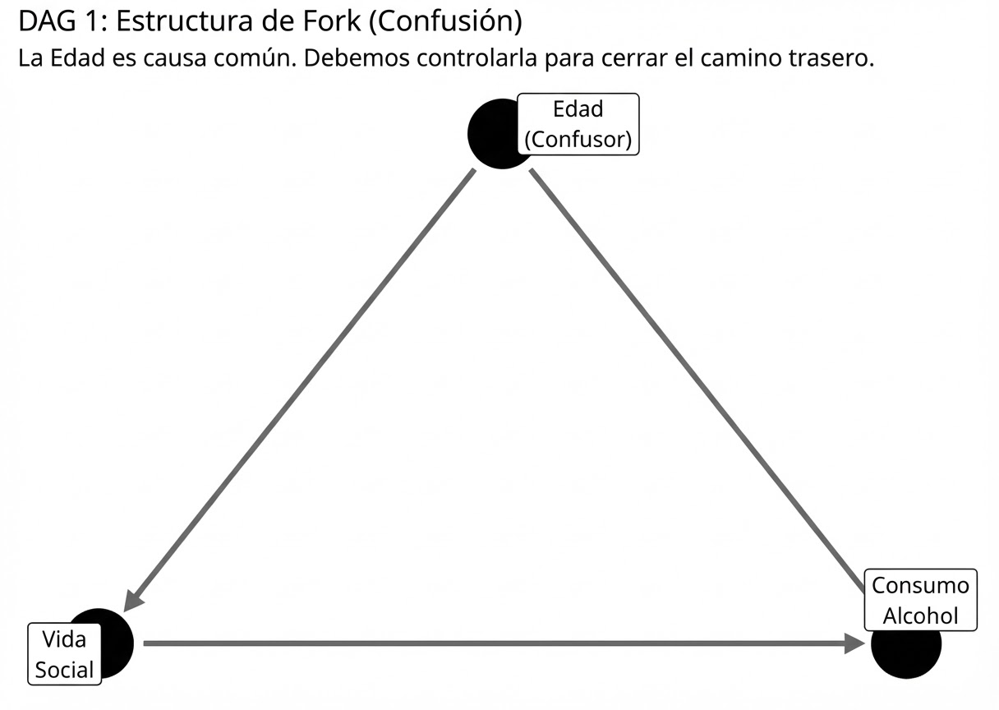 DAG 1: Estructura de Fork (Confusión)
La Edad es causa común. Debemos controlarla para cerrar el camino trasero.
Edad
(Confusor)
Consumo
Alcohol
Vida
Social